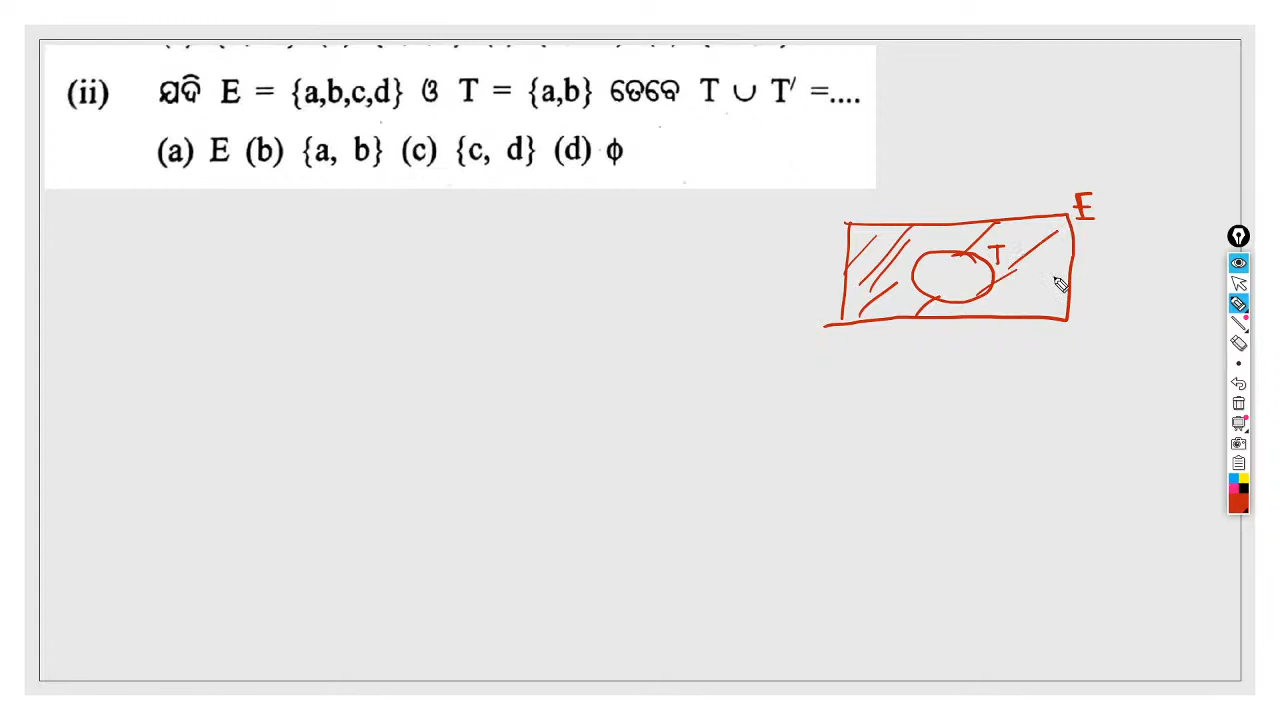 (ii) ଯଦି E = {a,b,c,d} ଓ T = {a,b} ତେବେ T ∪ T′ =....
(a) E (b) {a, b} (c) {c, d} (d) ϕ
E
T